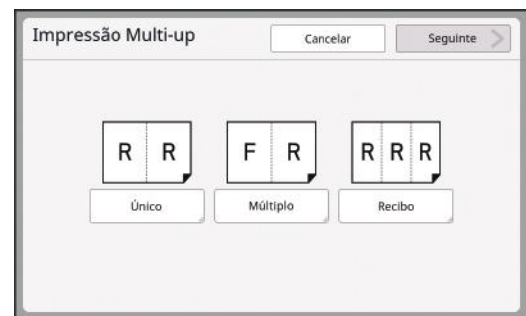 Impressão Multi-up
Cancelar
Seguinte
R R
F R
R R R
Único
Múltiplo
Recibo